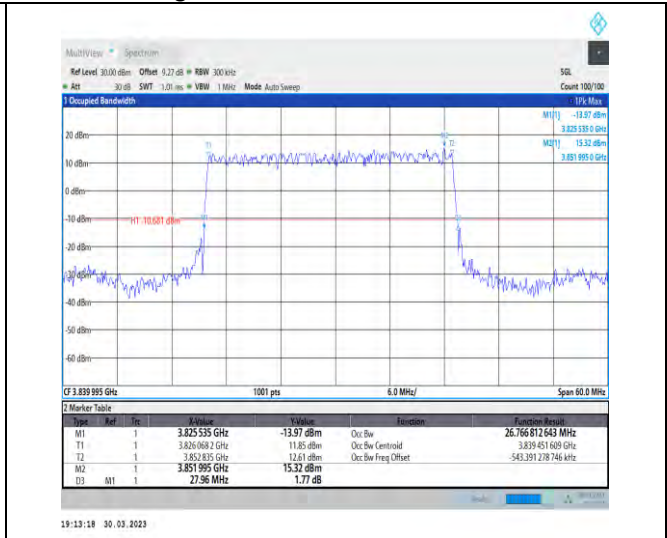 MultiView Spectrum
Ref Level 30.00 dBm Offset 9.27 dB RBW 300 kHz SGL
Att 30 dB SWT 1.01 ms VBW 1 MHz Mode Auto Sweep Count 100/100
1 Occupied Bandwidth 1Pk Max
M1[1] -13.97 dBm
3.825 535 0 GHz
20 dBm M2[1] 15.32 dBm
3.851 995 0 GHz
T1 M2 T2
10 dBm
0 dBm
-10 dBm H1 -10.681 dBm M1 D3
-20 dBm
-30 dBm
-40 dBm
-50 dBm
-60 dBm
CF 3.839 995 GHz 1001 pts 6.0 MHz/ Span 60.0 MHz
2 Marker Table
Type Ref Trc X-Value Y-Value Function Function Result
M1 1 3.825 535 GHz -13.97 dBm Occ Bw 26.766 812 643 MHz
T1 1 3.826 068 2 GHz 11.85 dBm Occ Bw Centroid 3.839 451 609 GHz
T2 1 3.852 835 GHz 12.61 dBm Occ Bw Freq Offset -543.391 278 746 kHz
M2 1 3.851 995 GHz 15.32 dBm
D3 M1 1 27.96 MHz 1.77 dB
19:13:18 30.03.2023